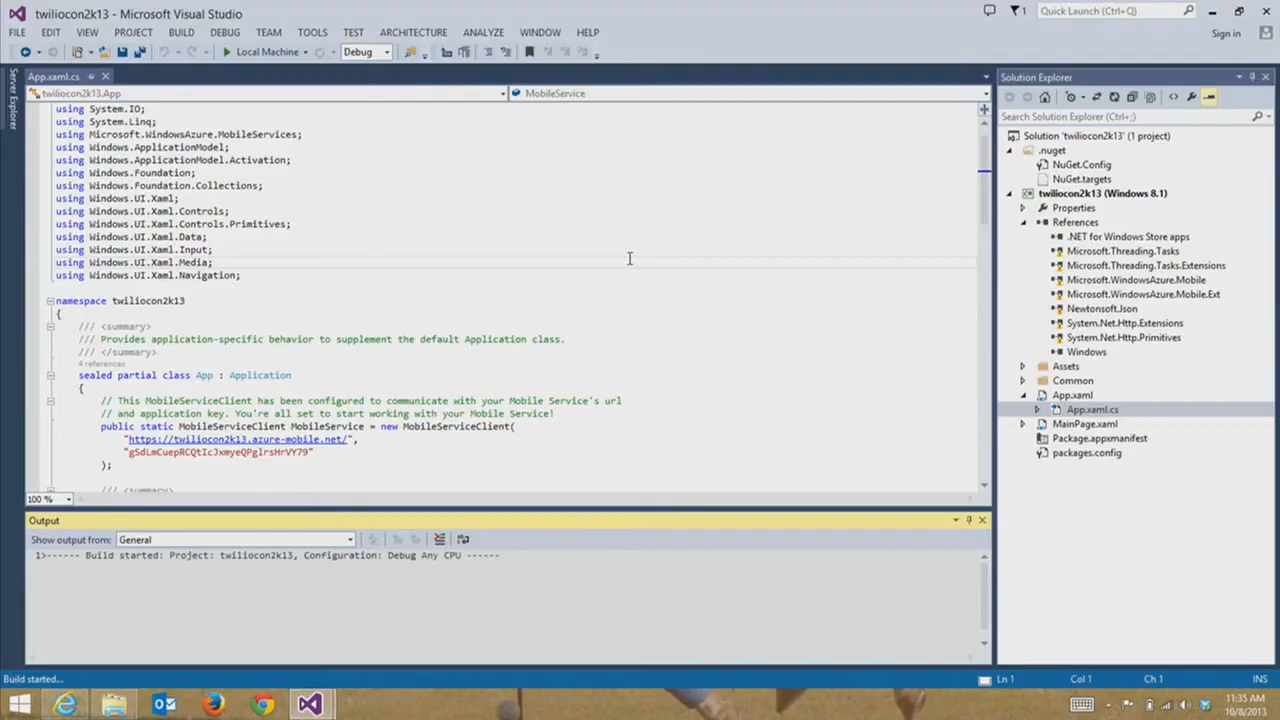 twiliocon2k13 - Microsoft Visual Studio
Quick Launch (Ctrl+Q)
FILE EDIT VIEW PROJECT BUILD DEBUG TEAM TOOLS TEST ARCHITECTURE ANALYZE WINDOW HELP
Sign in
Local Machine Debug
Server Explorer
App.xaml.cs
twiliocon2k13.App
MobileService
using System.IO;
using System.Linq;
using Microsoft.WindowsAzure.MobileServices;
using Windows.ApplicationModel;
using Windows.ApplicationModel.Activation;
using Windows.Foundation;
using Windows.Foundation.Collections;
using Windows.UI.Xaml;
using Windows.UI.Xaml.Controls;
using Windows.UI.Xaml.Controls.Primitives;
using Windows.UI.Xaml.Data;
using Windows.UI.Xaml.Input;
using Windows.UI.Xaml.Media;
using Windows.UI.Xaml.Navigation;
namespace twiliocon2k13
{
/// <summary>
/// Provides application-specific behavior to supplement the default Application class.
/// </summary>
4 references
sealed partial class App : Application
{
// This MobileServiceClient has been configured to communicate with your Mobile Service's url
// and application key. You're all set to start working with your Mobile Service!
public static MobileServiceClient MobileService = new MobileServiceClient(
"https://twiliocon2k13.azure-mobile.net/",
"gSdLmCuepRCQtIcJxmyeQPglrsHrVY79"
);
/// <summary>
100 %
Output
Show output from: General
1>------ Build started: Project: twiliocon2k13, Configuration: Debug Any CPU ------
Solution Explorer
Search Solution Explorer (Ctrl+;)
Solution 'twiliocon2k13' (1 project)
.nuget
NuGet.Config
NuGet.targets
twiliocon2k13 (Windows 8.1)
Properties
References
.NET for Windows Store apps
Microsoft.Threading.Tasks
Microsoft.Threading.Tasks.Extensions
Microsoft.WindowsAzure.Mobile
Microsoft.WindowsAzure.Mobile.Ext
Newtonsoft.Json
System.Net.Http.Extensions
System.Net.Http.Primitives
Windows
Assets
Common
App.xaml
App.xaml.cs
MainPage.xaml
Package.appxmanifest
packages.config
Build started...
Ln 1 Col 1 Ch 1 INS
11:35 AM
10/8/2013